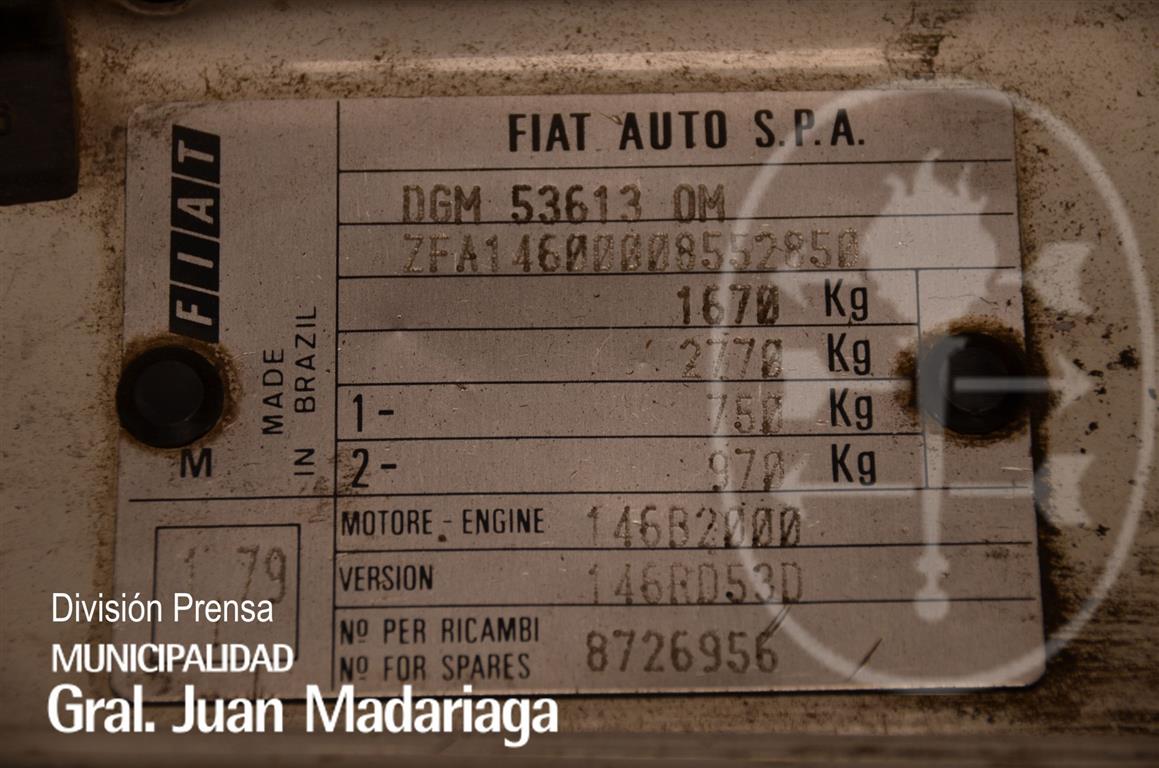 FIAT AUTO S.P.A.
FIAT
DGM 53613 OM
ZFA14600008552850
1670 Kg
2770 Kg
MADE
IN BRAZIL
1- 750 Kg
2- 970 Kg
M
MOTORE - ENGINE 146B2000
VERSION 146RD53D
1 79
Nº PER RICAMBI
Nº FOR SPARES
8726956
División Prensa
MUNICIPALIDAD
Gral. Juan Madariaga